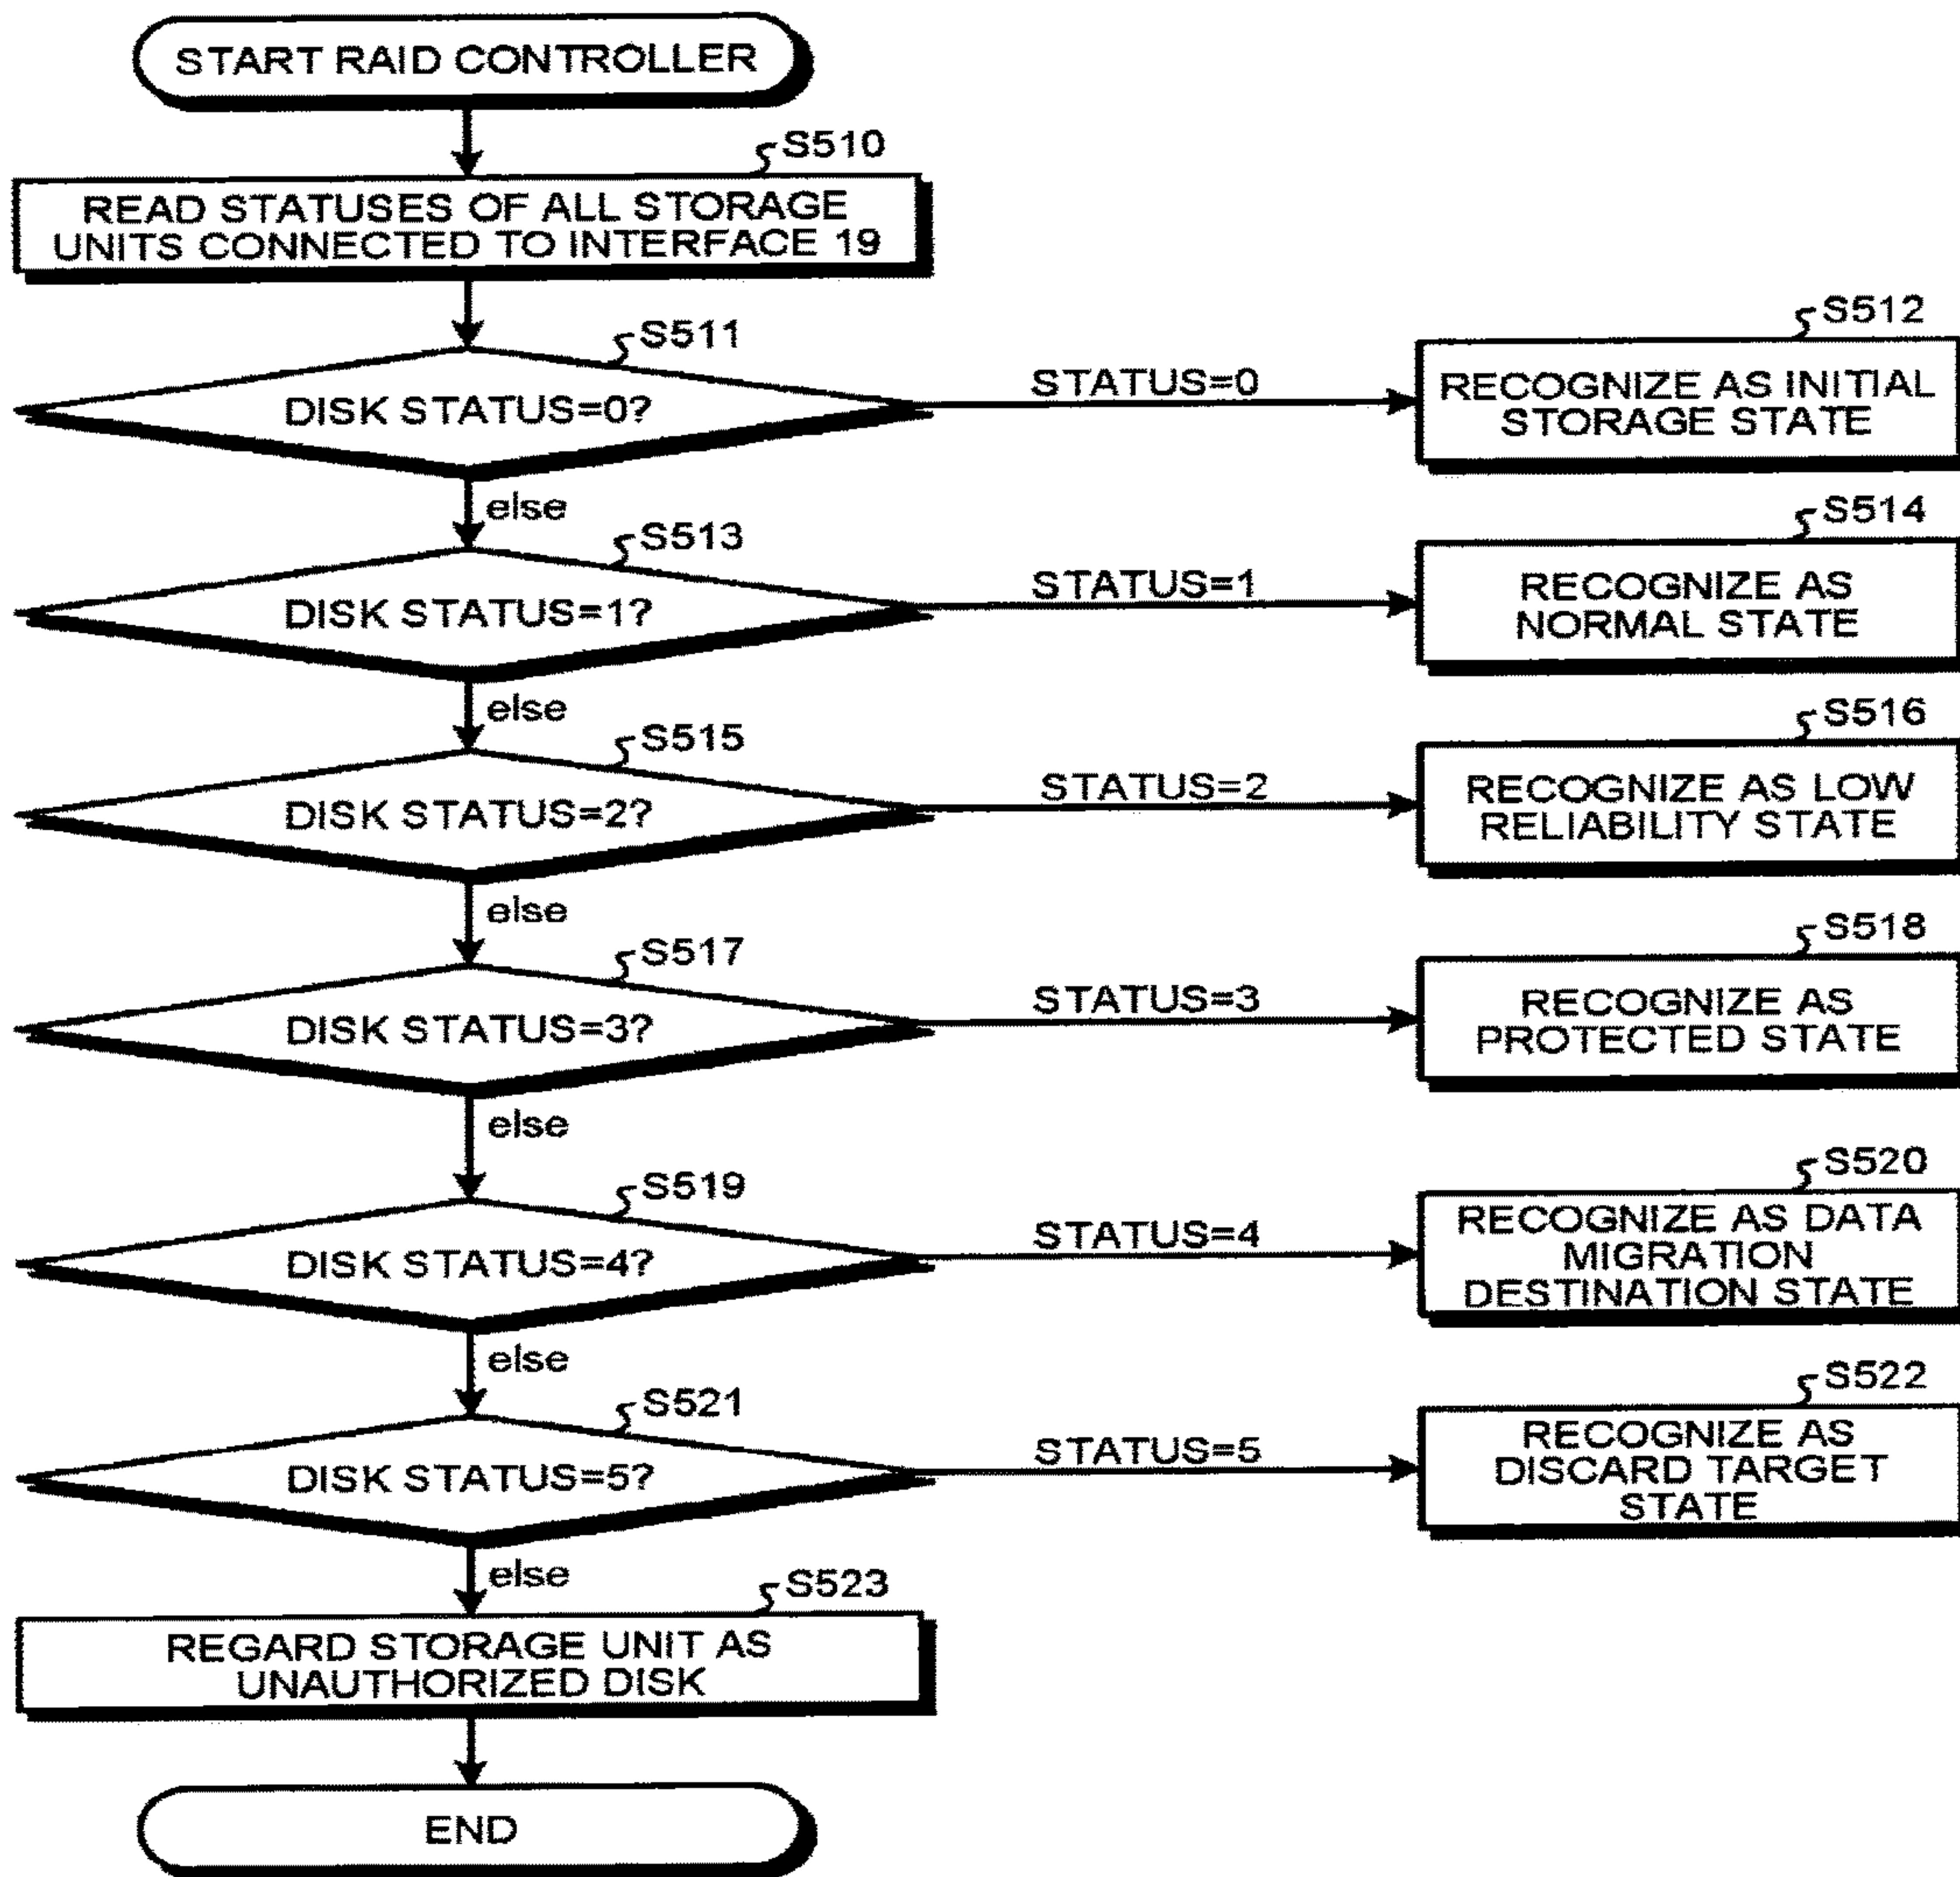 START RAID CONTROLLER
S510
READ STATUSES OF ALL STORAGE
UNITS CONNECTED TO INTERFACE 19
S511
DISK STATUS=0?
STATUS=0
S512
RECOGNIZE AS INITIAL
STORAGE STATE
else
S513
DISK STATUS=1?
STATUS=1
S514
RECOGNIZE AS
NORMAL STATE
else
S515
DISK STATUS=2?
STATUS=2
S516
RECOGNIZE AS LOW
RELIABILITY STATE
else
S517
DISK STATUS=3?
STATUS=3
S518
RECOGNIZE AS
PROTECTED STATE
else
S519
DISK STATUS=4?
STATUS=4
S520
RECOGNIZE AS DATA
MIGRATION
DESTINATION STATE
else
S521
DISK STATUS=5?
STATUS=5
S522
RECOGNIZE AS
DISCARD TARGET
STATE
else
S523
REGARD STORAGE UNIT AS
UNAUTHORIZED DISK
END